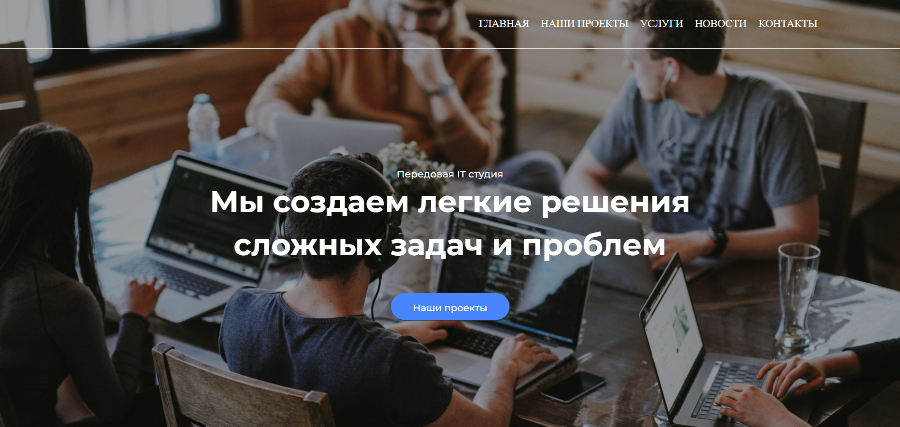 ГЛАВНАЯ НАШИ ПРОЕКТЫ УСЛУГИ НОВОСТИ КОНТАКТЫ
Передовая IT студия
Мы создаем легкие решения
сложных задач и проблем
Наши проекты